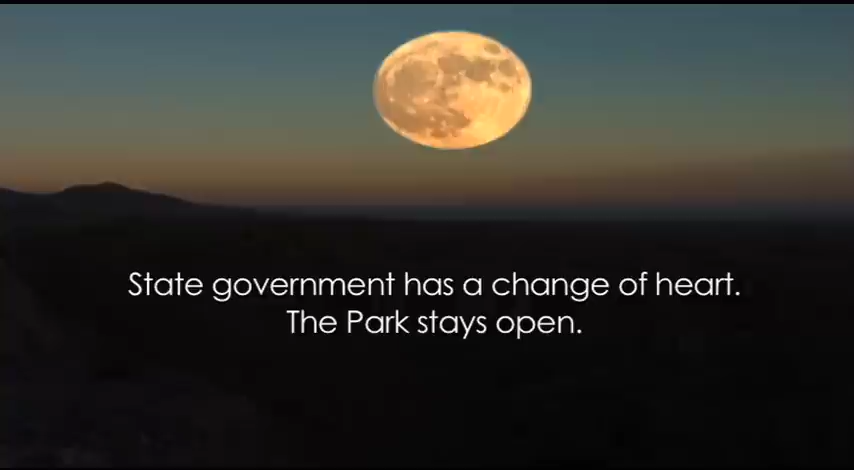 State government has a change of heart.
The Park stays open.